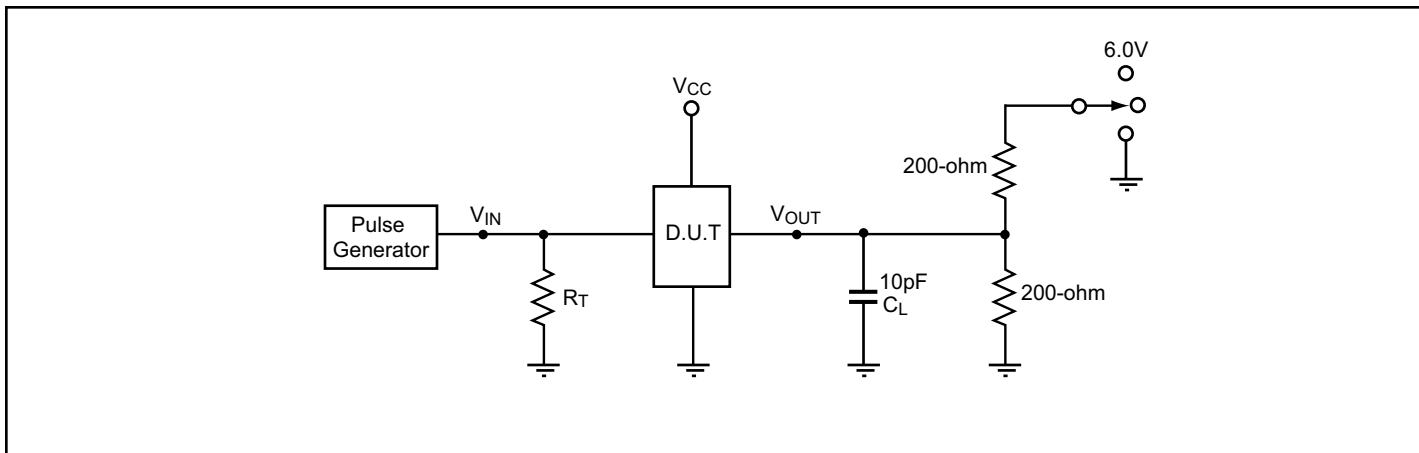 6.0V
VCC
200-ohm
Pulse
Generator
VIN
D.U.T
VOUT
RT
10pF
CL
200-ohm